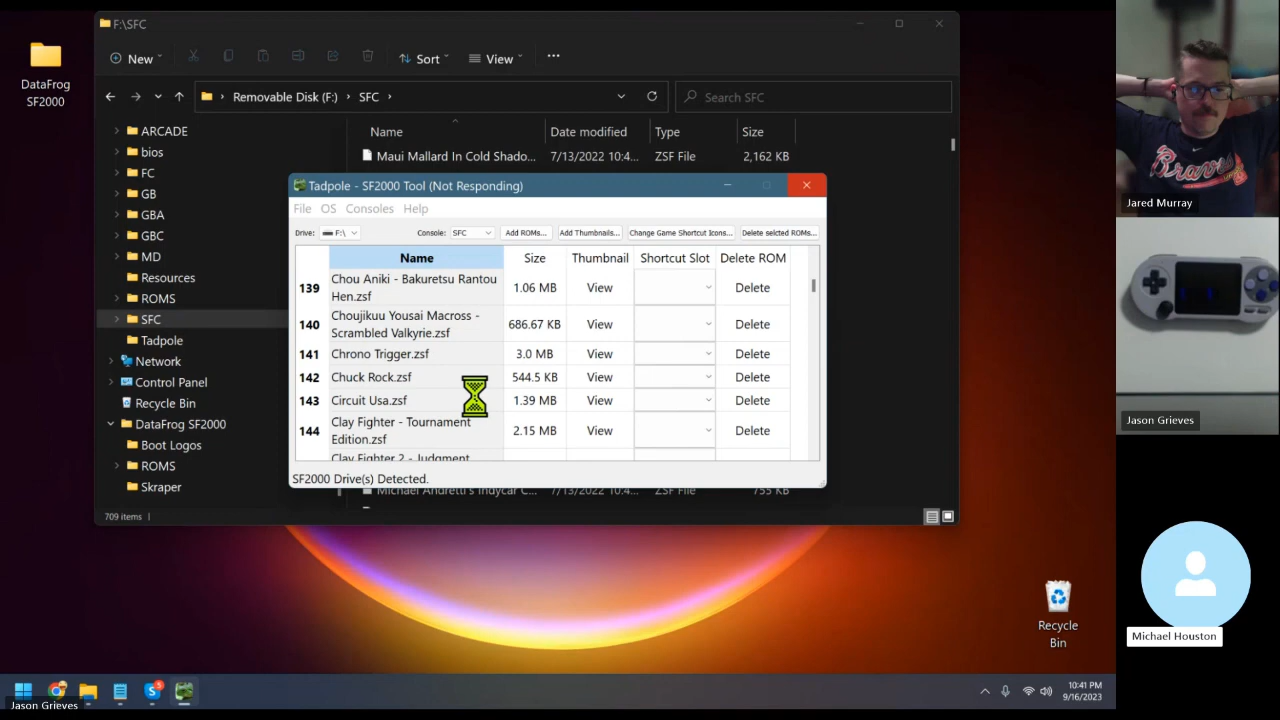 F:\SFC
DataFrog
SF2000
New
Sort
View
Removable Disk (F:)
SFC
Search SFC
ARCADE
bios
FC
GB
GBA
GBC
MD
Resources
ROMS
SFC
Tadpole
Network
Control Panel
Recycle Bin
DataFrog SF2000
Boot Logos
ROMS
Skraper
709 items
Name Date modified Type Size
Maui Mallard In Cold Shado... 7/13/2022 10:4... ZSF File 2,162 KB
Tadpole - SF2000 Tool (Not Responding)
File OS Consoles Help
Drive: F:\ Console: SFC Add ROMs... Add Thumbnails... Change Game Shortcut Icons... Delete selcted ROMs...
Name Size Thumbnail Shortcut Slot Delete ROM
139 Chou Aniki - Bakuretsu Rantou
Hen.zsf 1.06 MB View Delete
140 Choujikuu Yousai Macross -
Scrambled Valkyrie.zsf 686.67 KB View Delete
141 Chrono Trigger.zsf 3.0 MB View Delete
142 Chuck Rock.zsf 544.5 KB View Delete
143 Circuit Usa.zsf 1.39 MB View Delete
144 Clay Fighter - Tournament
Edition.zsf 2.15 MB View Delete
Clay Fighter 2 - Judgment
SF2000 Drive(s) Detected.
Michael Andretti's Indycar C... 7/13/2022 10:4... ZSF File 755 KB
Recycle
Bin
10:41 PM
9/16/2023
Jason Grieves
Braves
Jared Murray
Jason Grieves
Michael Houston